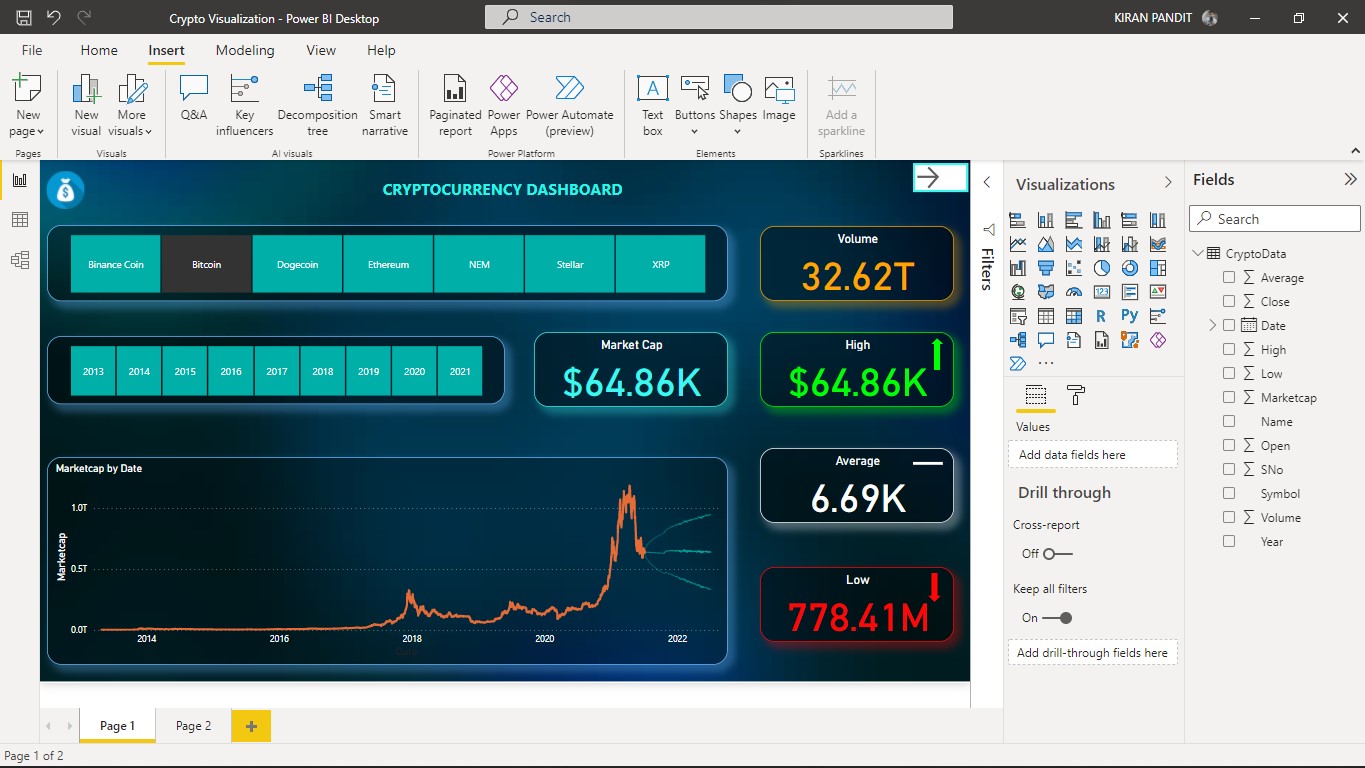 Crypto Visualization - Power BI Desktop
Search
KIRAN PANDIT
File Home Insert Modeling View Help
New page
New visual
More visuals
Q&A
Key influencers
Decomposition tree
Smart narrative
Paginated report
Power Apps
Power Automate (preview)
Text box
Buttons
Shapes
Image
Add a sparkline
Pages
Visuals
AI visuals
Power Platform
Elements
Sparklines
CRYPTOCURRENCY DASHBOARD
Binance Coin
Bitcoin
Dogecoin
Ethereum
NEM
Stellar
XRP
Volume
32.62T
2013 2014 2015 2016 2017 2018 2019 2020 2021
Market Cap
$64.86K
High
$64.86K
Average
6.69K
Low
778.41M
Marketcap by Date
Marketcap
1.0T
0.5T
0.0T
2014 2016 2018 2020 2022
Date
Filters
Visualizations
R
Py
123
Values
Add data fields here
Drill through
Cross-report
Off
Keep all filters
On
Add drill-through fields here
Fields
Search
CryptoData
Average
Close
Date
High
Low
Marketcap
Name
Open
SNo
Symbol
Volume
Year
Page 1
Page 2
Page 1 of 2